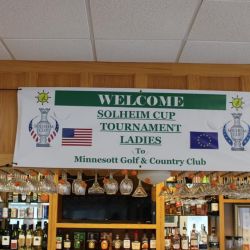 WELCOME
SOLHEIM CUP
TOURNAMENT
LADIES
To
Minnesott Golf & Country Club